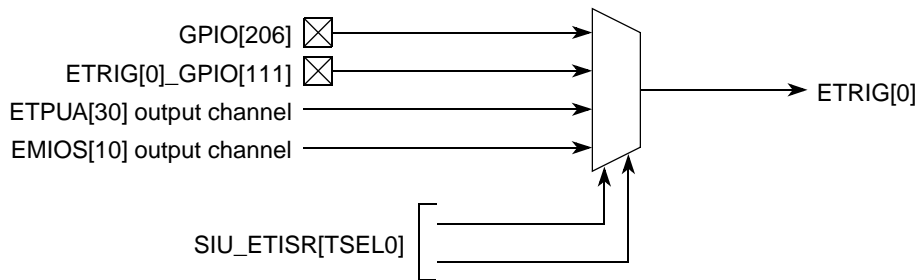 GPIO[206]
ETRIG[0]_GPIO[111]
ETPUA[30] output channel
EMIOS[10] output channel
ETRIG[0]
SIU_ETISR[TSEL0]